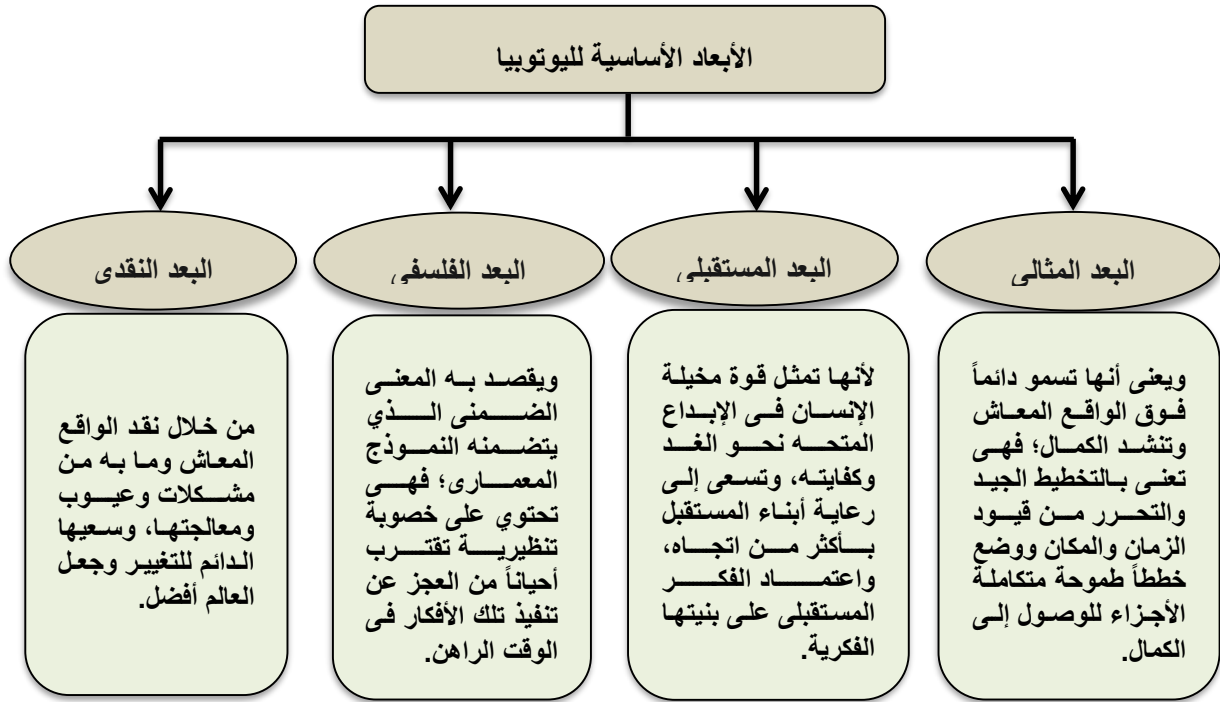 الأبعاد الأساسية لليوتوبيا
البعد المثالى
البعد المستقبلى
البعد الفلسفى
البعد النقدى
ويعنى أنها تسمو دائماً
فوق الواقع المعاش
وتنشد الكمال؛ فهى
تعنى بالتخطيط الجيد
والتحرر من قيود
الزمان والمكان ووضع
خططاً طموحة متكاملة
الأجزاء للوصول إلى
الكمال.
لأنها تمثل قوة مخيلة
الإنسان فى الإبداع
المتجه نحو الغد
وكفايته، وتسعى إلى
رعاية أبناء المستقبل
بأكثر من اتجاه،
واعتماد الفكر
المستقبلى على بنيتها
الفكرية.
ويقصد به المعنى
الضمنى الذي
يتضمنه النموذج
المعمارى؛ فهى
تحتوي على خصوبة
تنظيرية تقترب
أحياناً من العجز عن
تنفيذ تلك الأفكار فى
الوقت الراهن.
من خلال نقد الواقع
المعاش وما به من
مشكلات وعيوب
ومعالجتها، وسعيها
الدائم للتغيير وجعل
العالم أفضل.